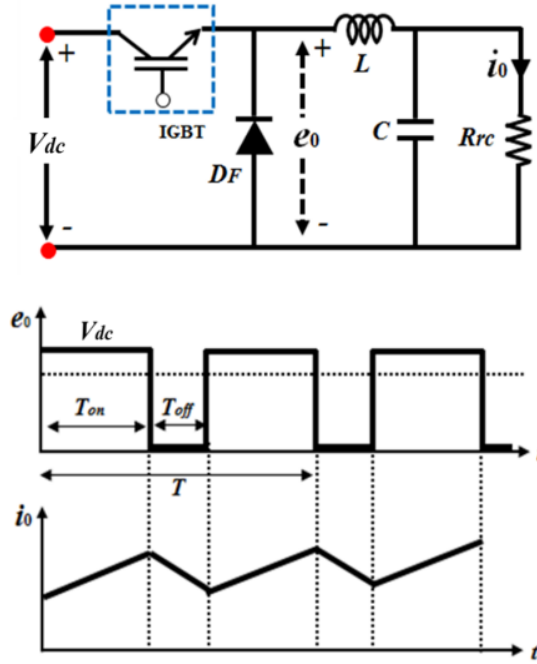 +
+
L
i0
IGBT
Vdc
e0
C
Rrc
DF
-
-
e0
Vdc
Ton
Toff
T
i0
t